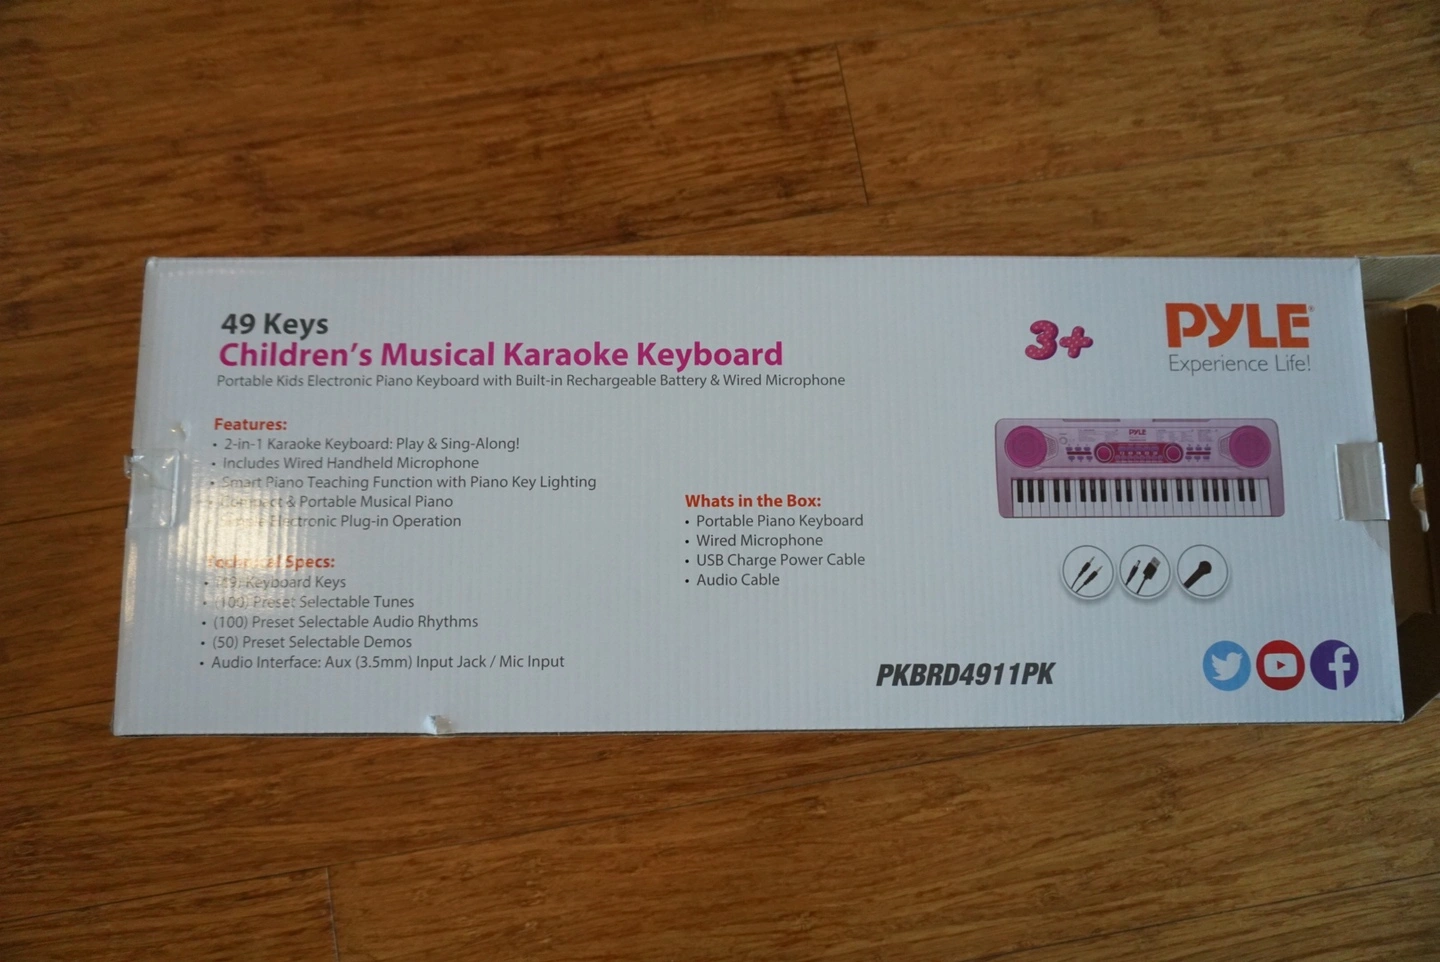 49 Keys
Children's Musical Karaoke Keyboard
Portable Kids Electronic Piano Keyboard with Built-in Rechargeable Battery & Wired Microphone
3+
PYLE®
Experience Life!
Features:
• 2-in-1 Karaoke Keyboard: Play & Sing-Along!
• Includes Wired Handheld Microphone
• Smart Piano Teaching Function with Piano Key Lighting
• Compact & Portable Musical Piano
Electronic Plug-in Operation
Technical Specs:
• (49) Keyboard Keys
• (100) Preset Selectable Tunes
• (100) Preset Selectable Audio Rhythms
• (50) Preset Selectable Demos
• Audio Interface: Aux (3.5mm) Input Jack / Mic Input
Whats in the Box:
• Portable Piano Keyboard
• Wired Microphone
• USB Charge Power Cable
• Audio Cable
PYLE
PKBRD4911PK